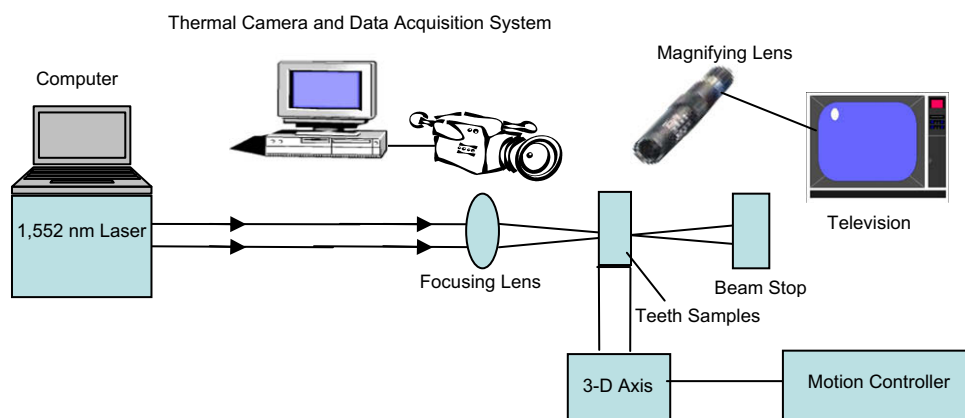 Thermal Camera and Data Acquisition System
Magnifying Lens
Computer
1,552 nm Laser
Television
Focusing Lens
Beam Stop
Teeth Samples
3-D Axis
Motion Controller